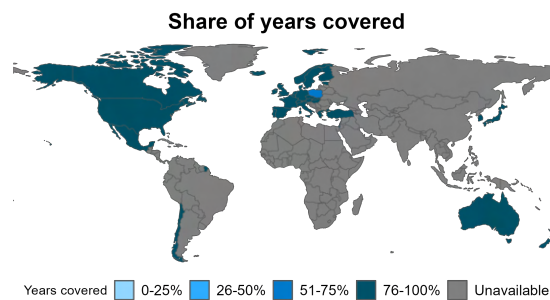 Share of years covered
Years covered 0-25% 26-50% 51-75% 76-100% Unavailable